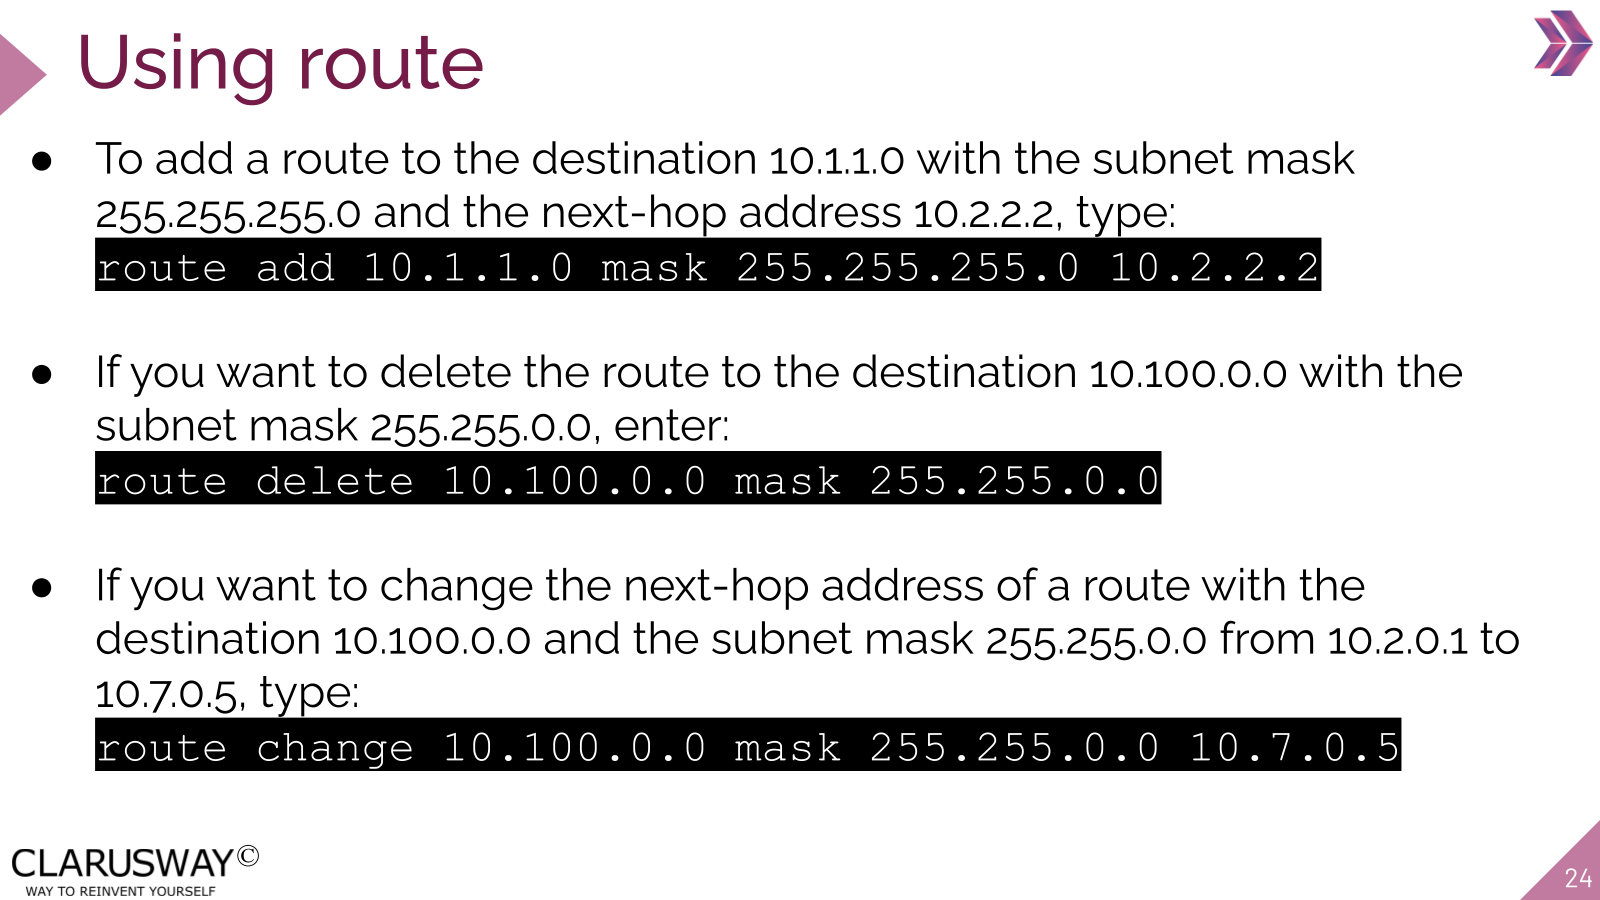 Using route
● To add a route to the destination 10.1.1.0 with the subnet mask
255.255.255.0 and the next-hop address 10.2.2.2, type:
route add 10.1.1.0 mask 255.255.255.0 10.2.2.2
● If you want to delete the route to the destination 10.100.0.0 with the
subnet mask 255.255.0.0, enter:
route delete 10.100.0.0 mask 255.255.0.0
● If you want to change the next-hop address of a route with the
destination 10.100.0.0 and the subnet mask 255.255.0.0 from 10.2.0.1 to
10.7.0.5, type:
route change 10.100.0.0 mask 255.255.0.0 10.7.0.5
CLARUSWAY©
WAY TO REINVENT YOURSELF
24